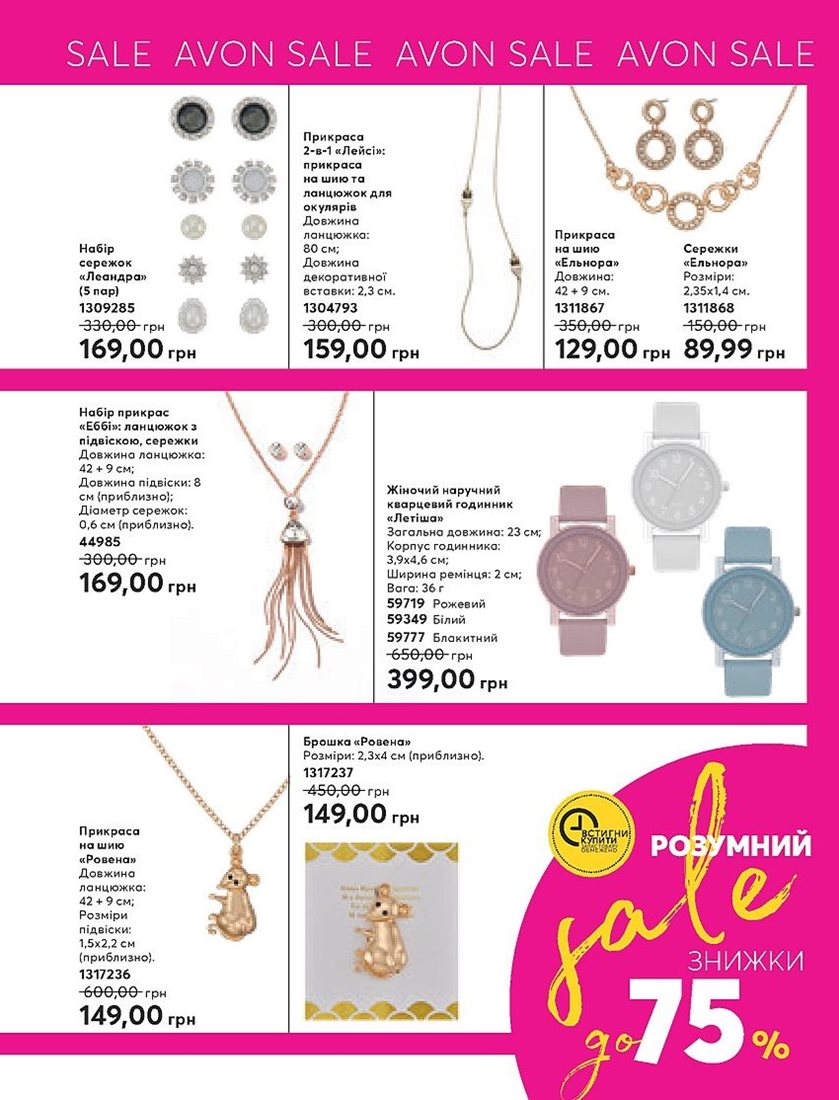 SALE AVON SALE AVON SALE AVON SALE
Набір
сережок
«Леандра»
(5 пар)
1309285
330,00 грн
169,00 грн
Прикраса
2-в-1 «Лейсі»:
прикраса
на шию та
ланцюжок для
окулярів
Довжина
ланцюжка:
80 см;
Довжина
декоративної
вставки: 2,3 см.
1304793
300,00 грн
159,00 грн
Прикраса
на шию
«Ельнора»
Довжина:
42 + 9 см.
1311867
350,00 грн
129,00 грн
Сережки
«Ельнора»
Розміри:
2,35х1,4 см.
1311868
150,00 грн
89,99 грн
Набір прикрас
«Еббі»: ланцюжок з
підвіскою, сережки
Довжина ланцюжка:
42 + 9 см;
Довжина підвіски: 8
см (приблизно);
Діаметр сережок:
0,6 см (приблизно).
44985
300,00 грн
169,00 грн
Жіночий наручний
кварцевий годинник
«Летіша»
Загальна довжина: 23 см;
Корпус годинника:
3,9х4,6 см;
Ширина ремінця: 2 см;
Вага: 36 г
59719 Рожевий
59349 Білий
59777 Блакитний
650,00 грн
399,00 грн
Прикраса
на шию
«Ровена»
Довжина
ланцюжка:
42 + 9 см;
Розміри
підвіски:
1,5х2,2 см
(приблизно).
1317236
600,00 грн
149,00 грн
Брошка «Ровена»
Розміри: 2,3х4 см (приблизно).
1317237
450,00 грн
149,00 грн
ВСТИГНИ
КУПИТИ
ЗАПАС ТОВАРУ
ОБМЕЖЕНО
РОЗУМНИЙ
sale
ЗНИЖКИ
до 75%